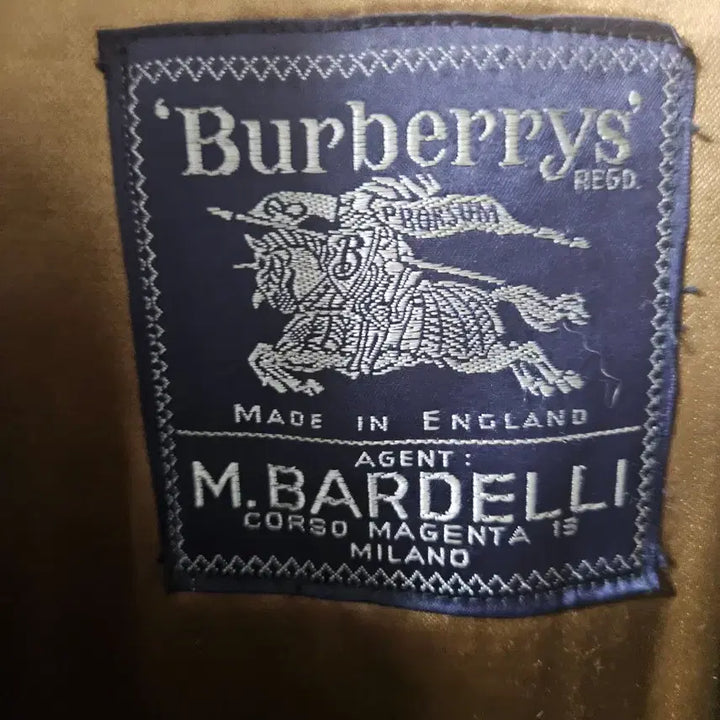 'Burberrys'
REGD.
PRORSUM
B
MADE IN ENGLAND
AGENT:
M. BARDELLI
CORSO MAGENTA 13
MILANO